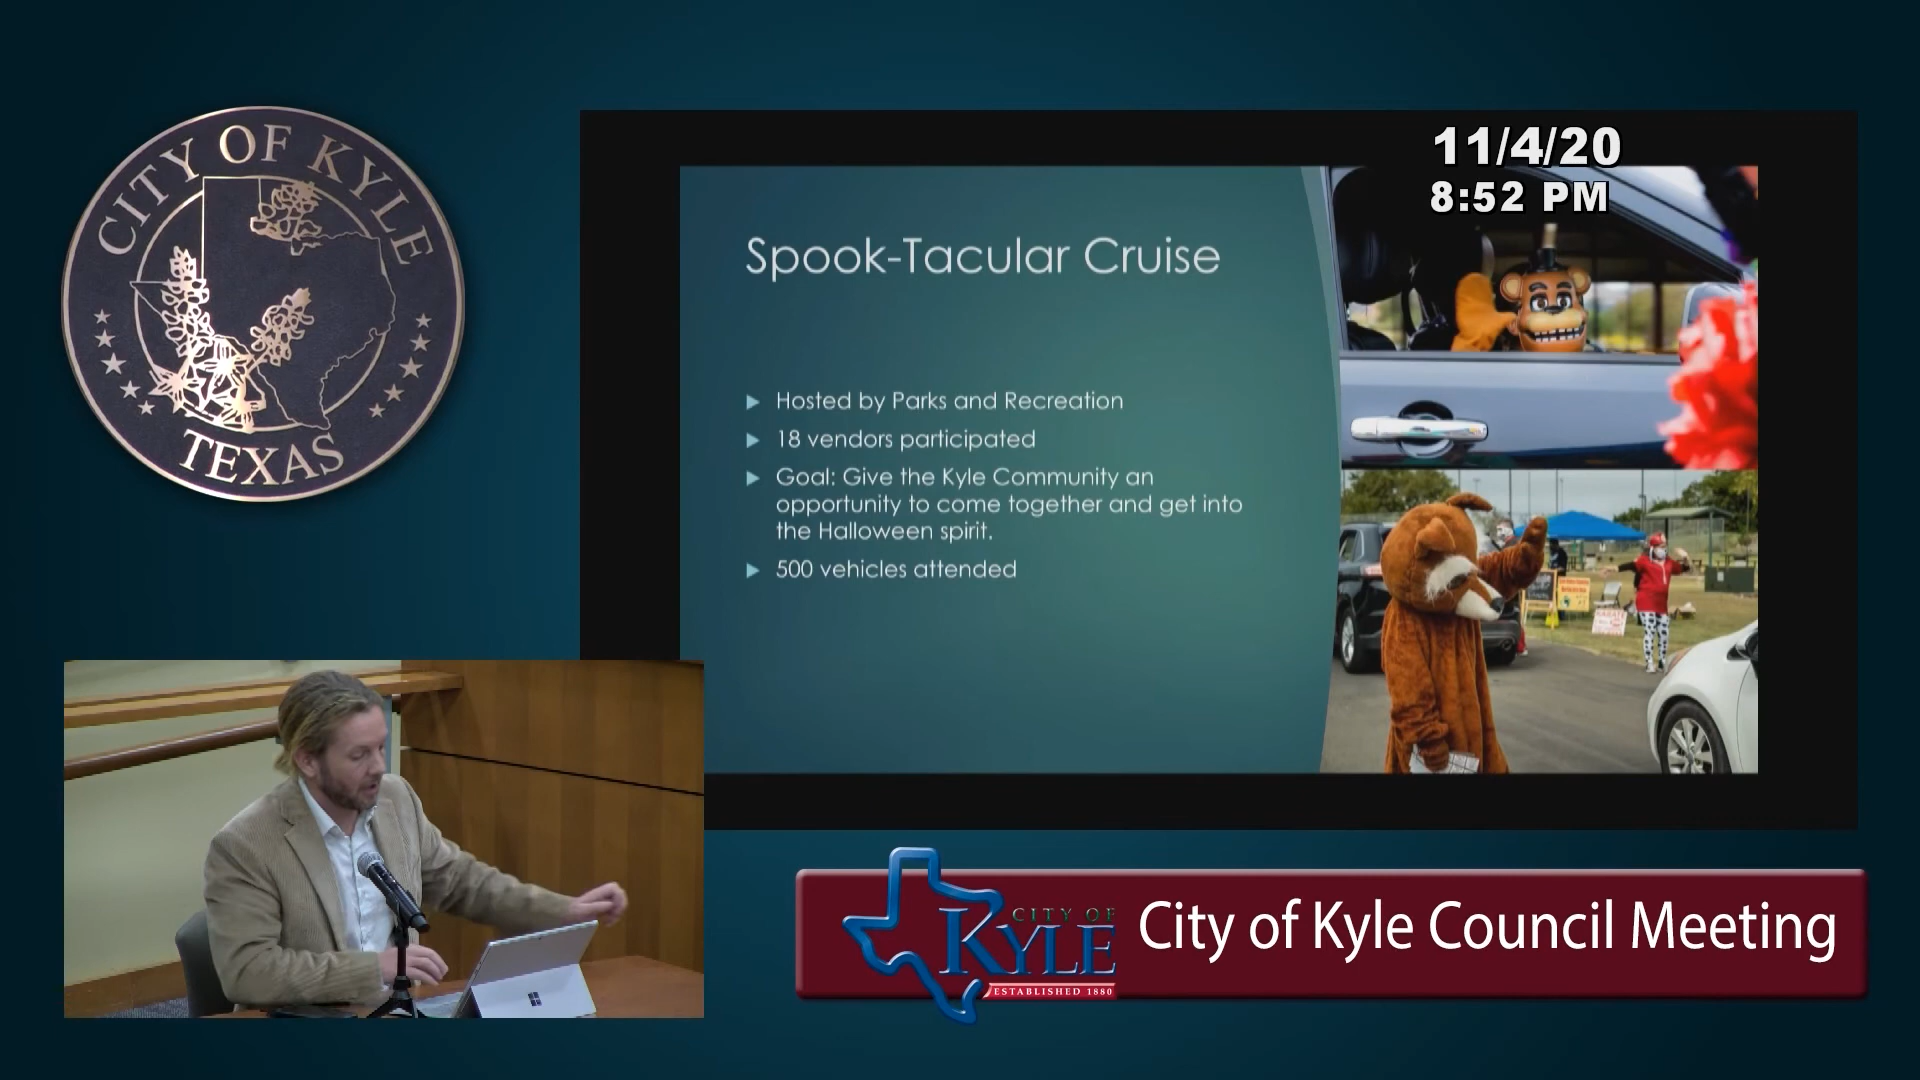 CITY OF KYLE
TEXAS
11/4/20
8:52 PM
Spook-Tacular Cruise
Hosted by Parks and Recreation
18 vendors participated
Goal: Give the Kyle Community an
opportunity to come together and get into
the Halloween spirit.
500 vehicles attended
CITY OF
KYLE
ESTABLISHED 1880
City of Kyle Council Meeting